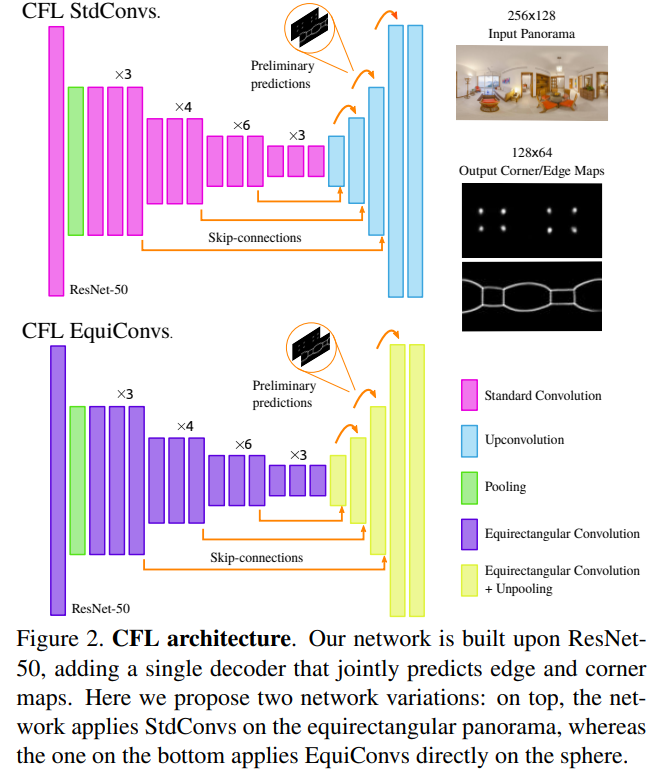 CFL StdConvs.
×3
×4
×6
×3
Preliminary
predictions
Skip-connections
ResNet-50
256x128
Input Panorama
128x64
Output Corner/Edge Maps
CFL EquiConvs.
×3
×4
×6
×3
Preliminary
predictions
Skip-connections
ResNet-50
Standard Convolution
Upconvolution
Pooling
Equirectangular Convolution
Equirectangular Convolution
+ Unpooling
Figure 2. CFL architecture. Our network is built upon ResNet-
50, adding a single decoder that jointly predicts edge and corner
maps. Here we propose two network variations: on top, the net-
work applies StdConvs on the equirectangular panorama, whereas
the one on the bottom applies EquiConvs directly on the sphere.